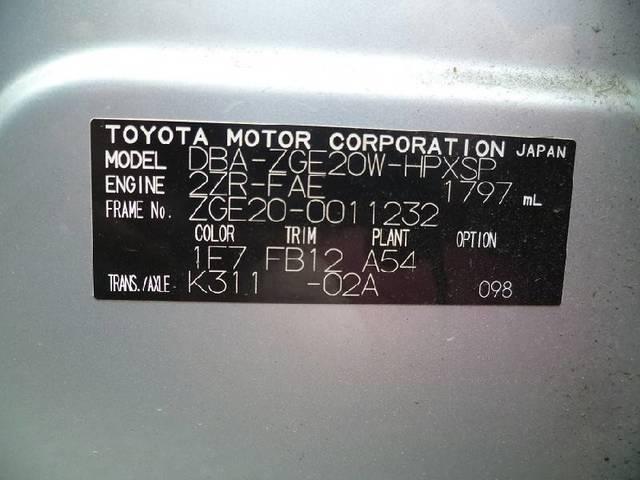 TOYOTA MOTOR CORPORATION JAPAN
MODEL DBA-ZGE20W-HPXSP
ENGINE 2ZR-FAE 1797 mL
FRAME No. ZGE20-0011232
COLOR TRIM PLANT OPTION
1E7 FB12 A54
TRANS./AXLE K311 -02A 098